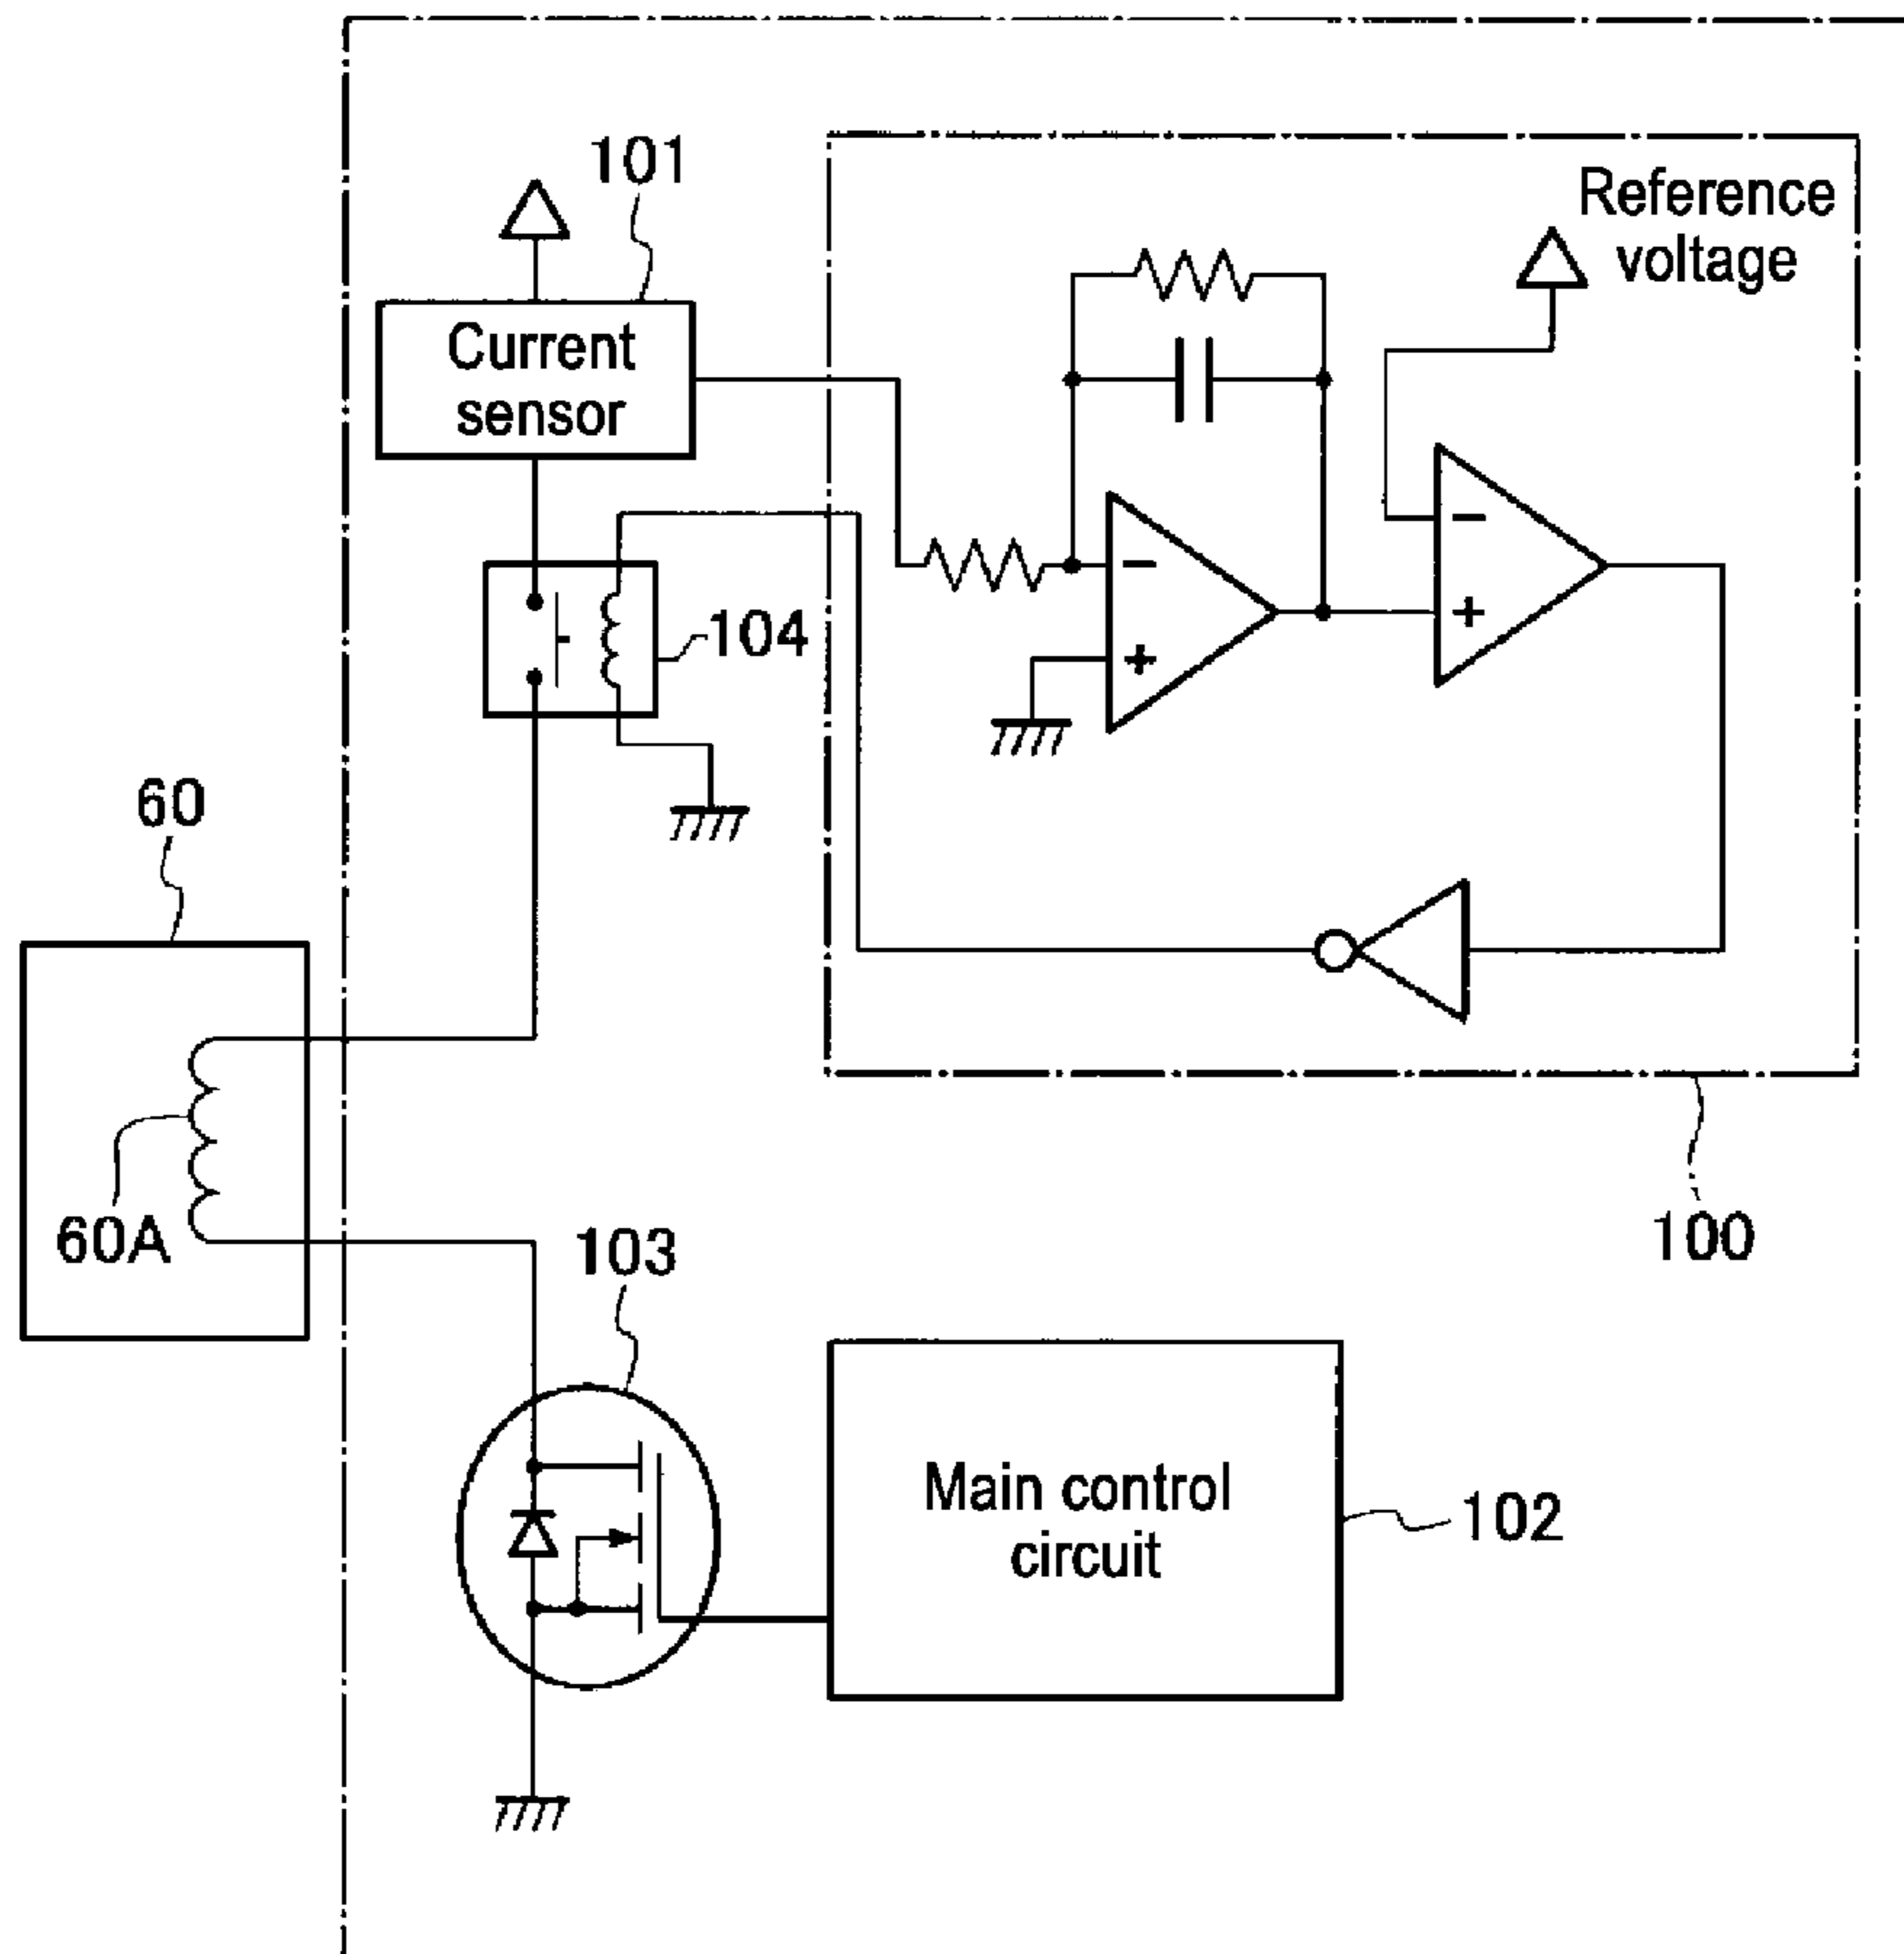 101
Reference
voltage
Current
sensor
−
−
+
+
104
60
60A
100
103
Main control
circuit
102